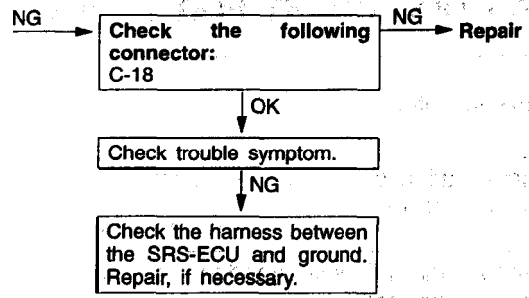 NG
Check the following
connector:
C-18
NG
Repair
OK
Check trouble symptom.
NG
Check the harness between
the SRS-ECU and ground.
Repair, if necessary.